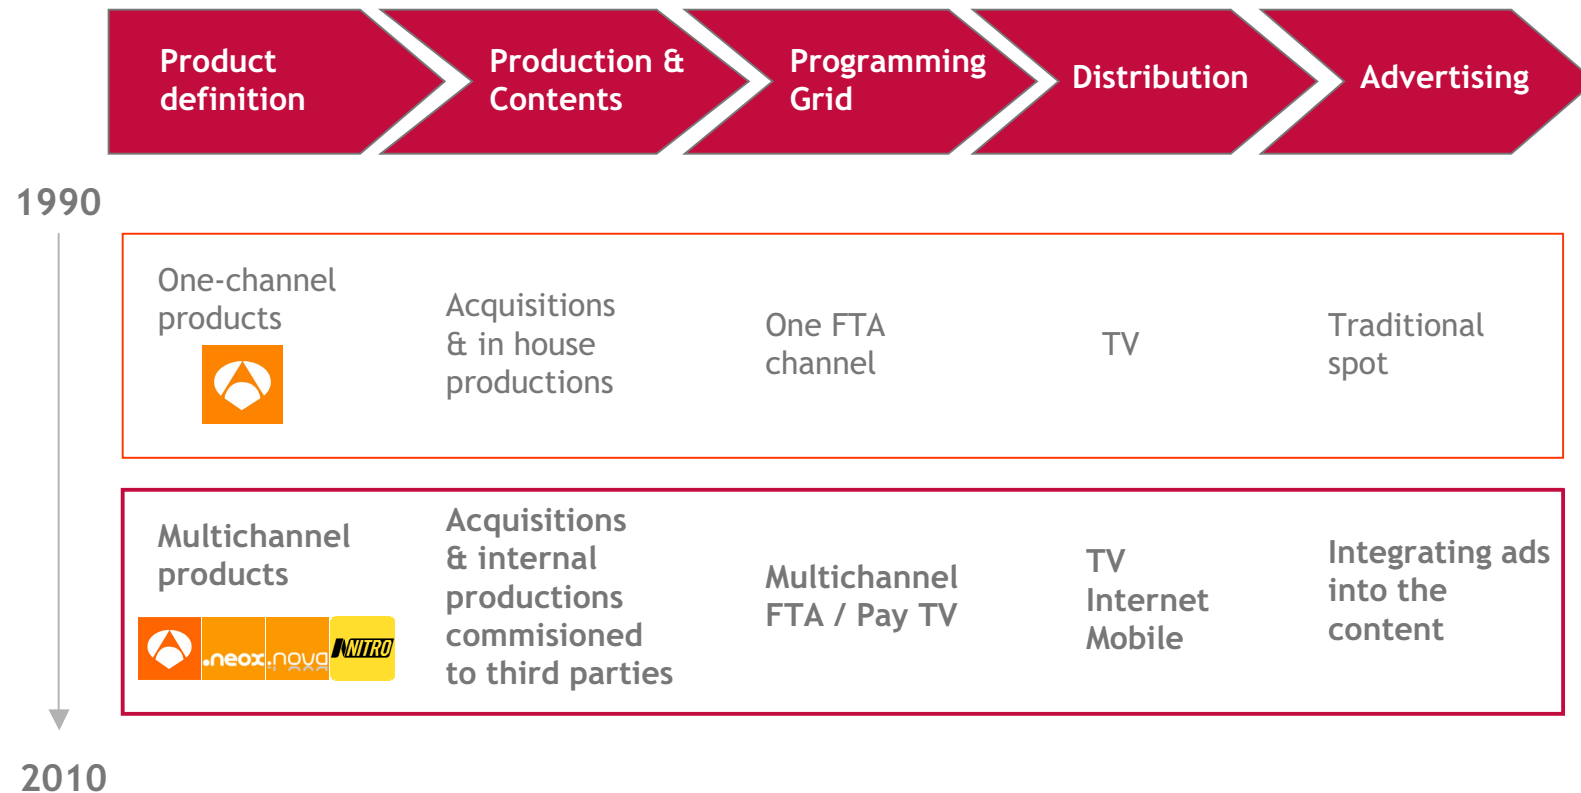 Product
definition
Production &
Contents
Programming
Grid
Distribution
Advertising
1990
One-channel
products
Acquisitions
& in house
productions
One FTA
channel
TV
Traditional
spot
Multichannel
products
.neox
.nova
NITRO
Acquisitions
& internal
productions
commisioned
to third parties
Multichannel
FTA / Pay TV
TV
Internet
Mobile
Integrating ads
into the
content
2010